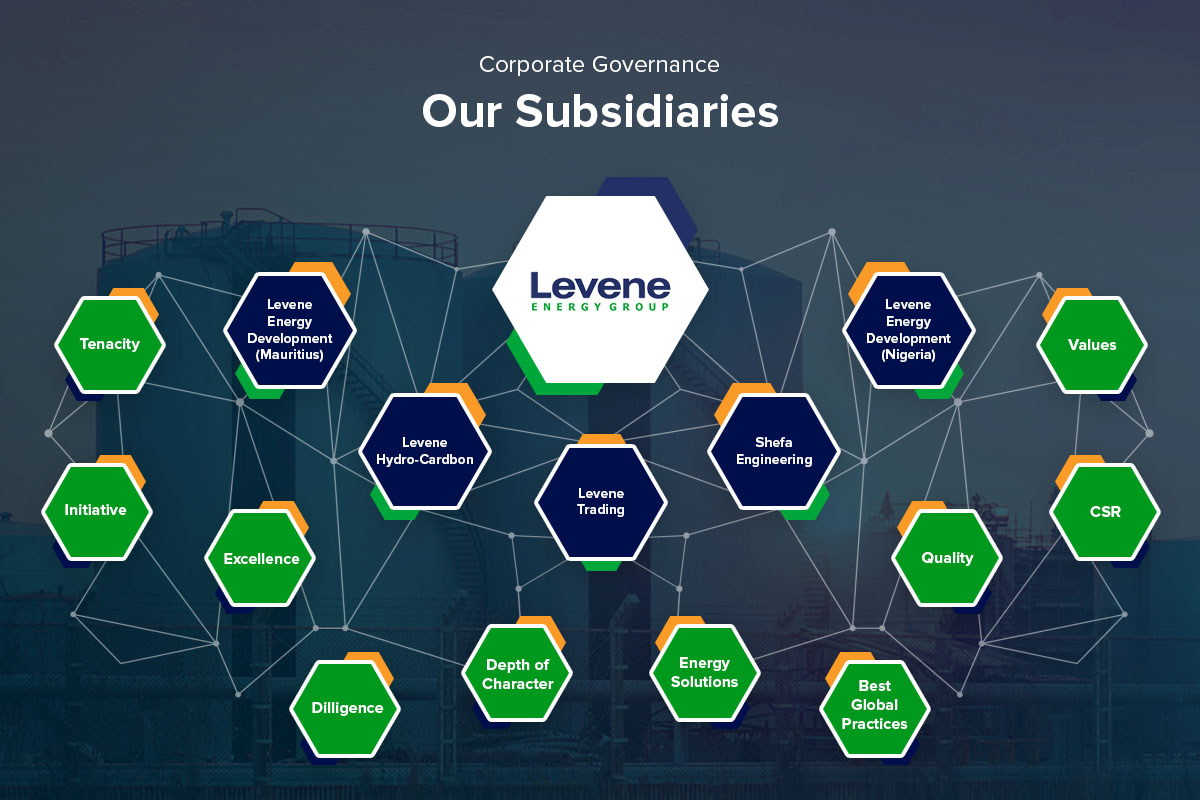 Corporate Governance
Our Subsidiaries
Levene
ENERGY GROUP
Levene
Energy
Development
(Mauritius)
Levene
Energy
Development
(Nigeria)
Tenacity
Values
Levene
Hydro-Cardbon
Shefa
Engineering
Levene
Trading
Initiative
CSR
Excellence
Quality
Depth of
Character
Energy
Solutions
Dilligence
Best
Global
Practices